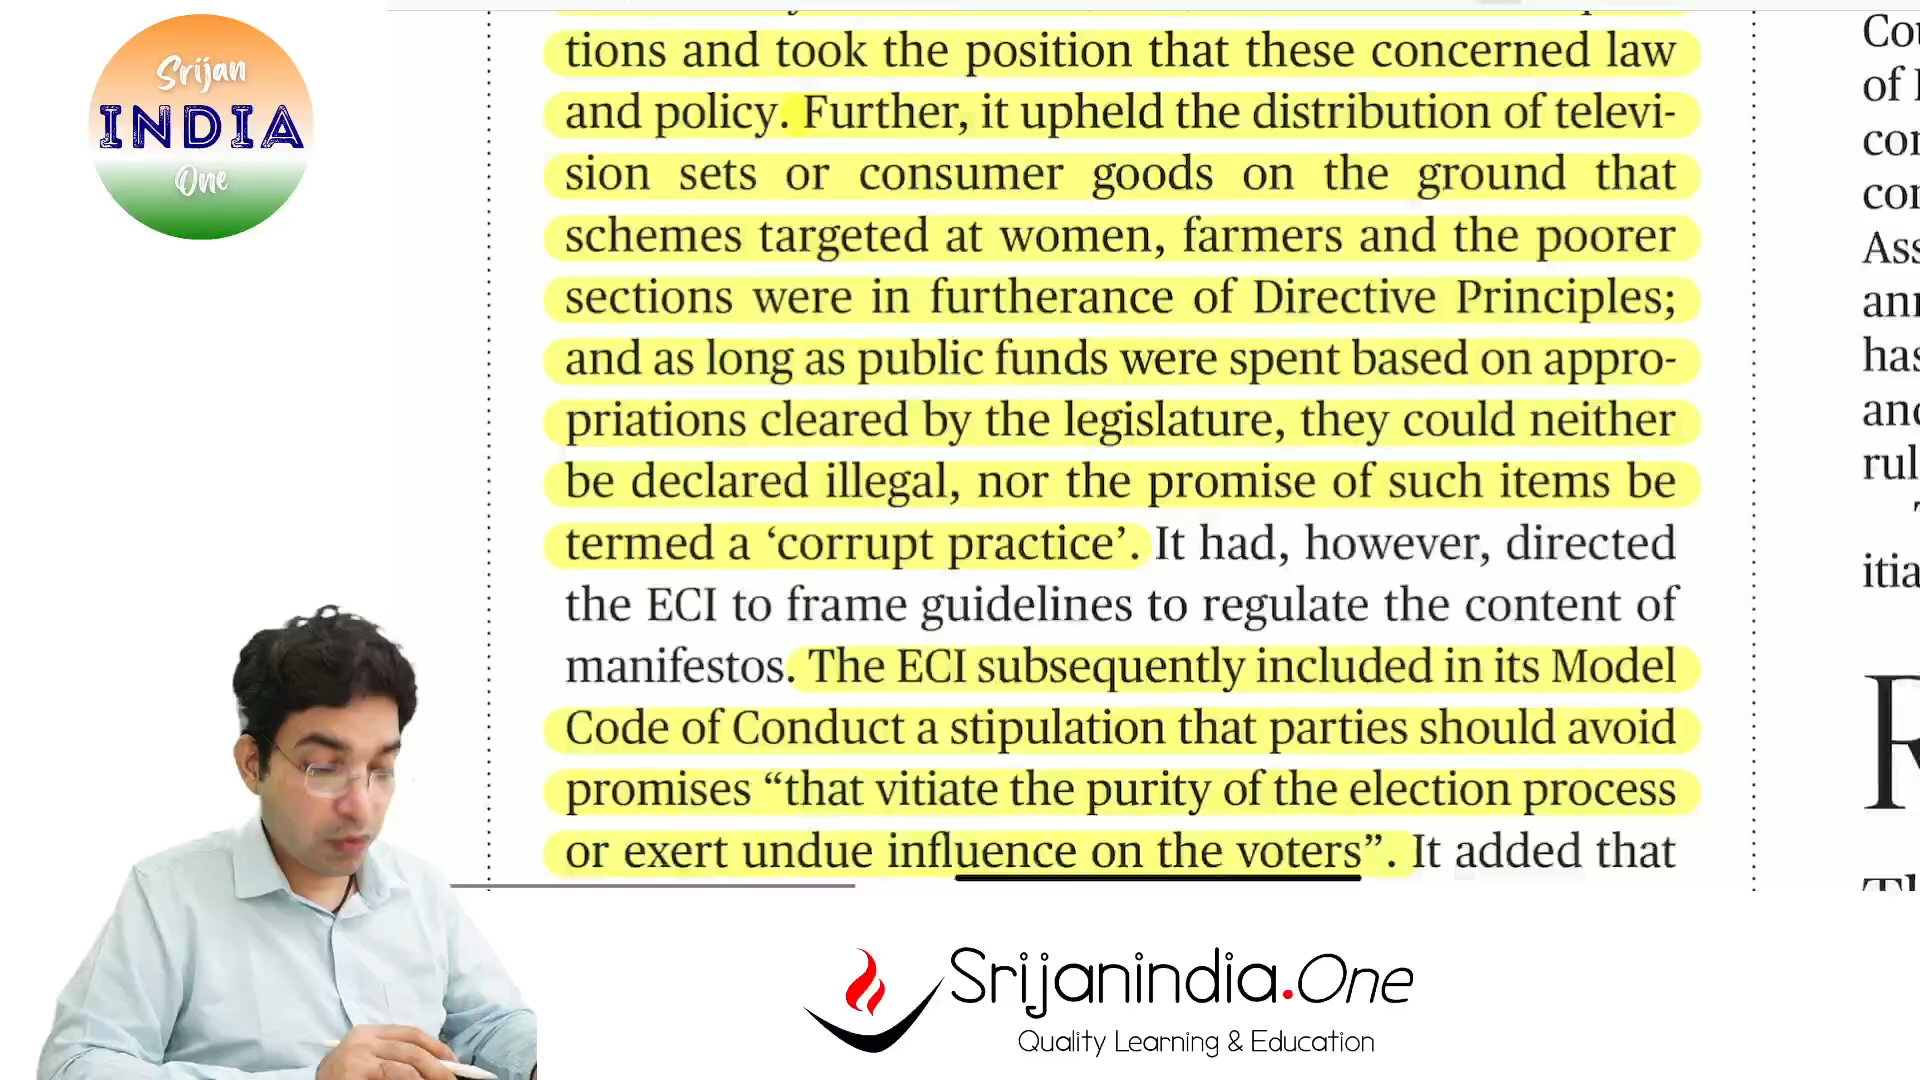 Srijan
INDIA
One
tions and took the position that these concerned law
and policy. Further, it upheld the distribution of televi-
sion sets or consumer goods on the ground that
schemes targeted at women, farmers and the poorer
sections were in furtherance of Directive Principles;
and as long as public funds were spent based on appro-
priations cleared by the legislature, they could neither
be declared illegal, nor the promise of such items be
termed a ‘corrupt practice’. It had, however, directed
the ECI to frame guidelines to regulate the content of
manifestos. The ECI subsequently included in its Model
Code of Conduct a stipulation that parties should avoid
promises “that vitiate the purity of the election process
or exert undue influence on the voters”. It added that
of
has
Srijanindia.One
Quality Learning & Education